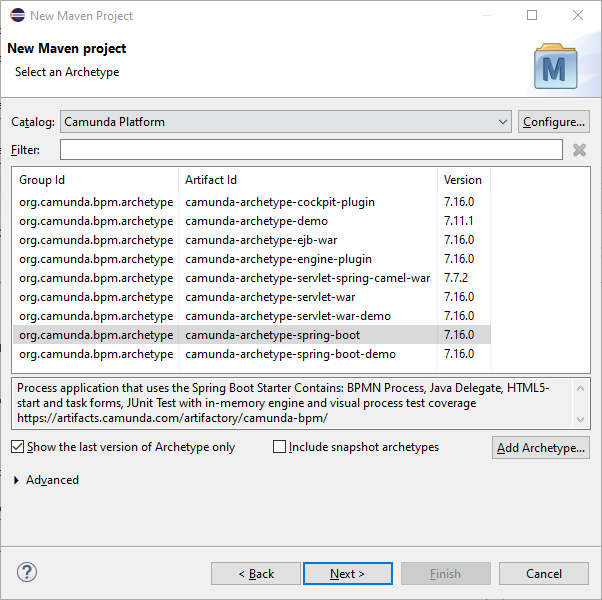 New Maven Project
New Maven project
Select an Archetype
M
Catalog: Camunda Platform Configure...
Filter:
Group Id Artifact Id Version
org.camunda.bpm.archetype camunda-archetype-cockpit-plugin 7.16.0
org.camunda.bpm.archetype camunda-archetype-demo 7.11.1
org.camunda.bpm.archetype camunda-archetype-ejb-war 7.16.0
org.camunda.bpm.archetype camunda-archetype-engine-plugin 7.16.0
org.camunda.bpm.archetype camunda-archetype-servlet-spring-camel-war 7.7.2
org.camunda.bpm.archetype camunda-archetype-servlet-war 7.16.0
org.camunda.bpm.archetype camunda-archetype-servlet-war-demo 7.16.0
org.camunda.bpm.archetype camunda-archetype-spring-boot 7.16.0
org.camunda.bpm.archetype camunda-archetype-spring-boot-demo 7.16.0
Process application that uses the Spring Boot Starter Contains: BPMN Process, Java Delegate, HTML5-
start and task forms, JUnit Test with in-memory engine and visual process test coverage
https://artifacts.camunda.com/artifactory/camunda-bpm/
Show the last version of Archetype only Include snapshot archetypes Add Archetype...
Advanced
? < Back Next > Finish Cancel